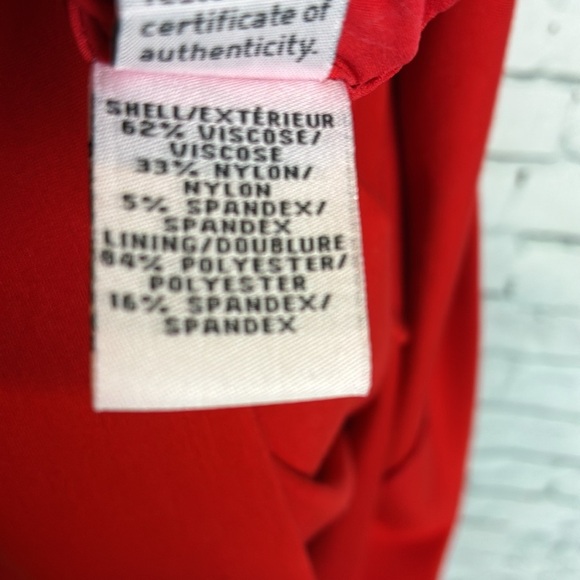 certificate of
authenticity.
SHELL/EXTÉRIEUR
62% VISCOSE/
VISCOSE
33% NYLON/
NYLON
5% SPANDEX/
SPANDEX
LINING/DOUBLURE
84% POLYESTER/
POLYESTER
16% SPANDEX/
SPANDEX